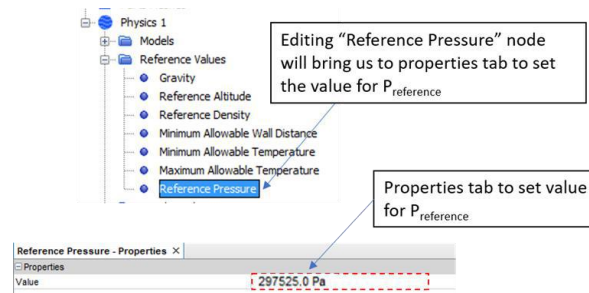 Physics 1
Models
Reference Values
Gravity
Reference Altitude
Reference Density
Minimum Allowable Wall Distance
Minimum Allowable Temperature
Maximum Allowable Temperature
Reference Pressure
Editing “Reference Pressure” node
will bring us to properties tab to set
the value for Preference
Properties tab to set value
for Preference
Reference Pressure - Properties ×
Properties
Value 297525.0 Pa